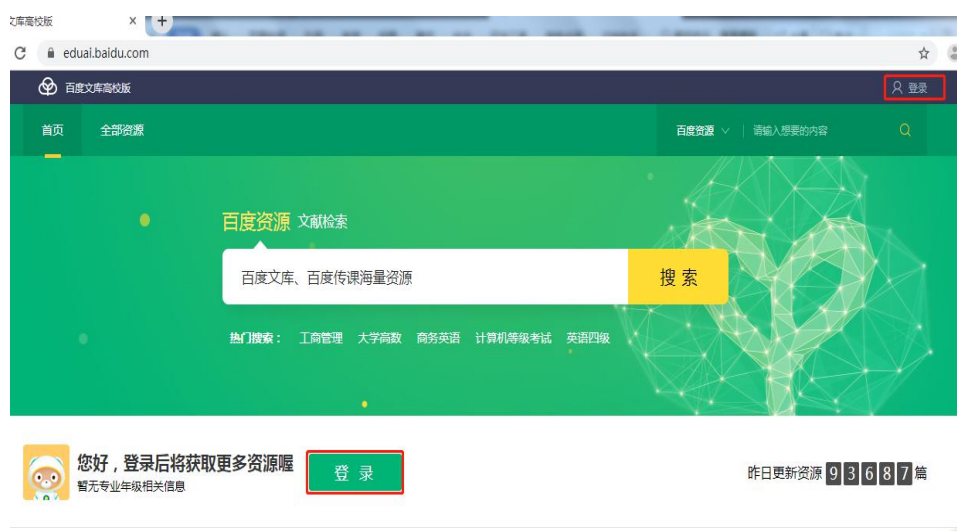 文库高校版 × +
C eduai.baidu.com
百度文库高校版 登录
首页 全部资源 百度资源 请输入想要的内容
百度资源 文献检索
百度文库、百度传课海量资源 搜索
热门搜索： 工商管理 大学高数 商务英语 计算机等级考试 英语四级
您好，登录后将获取更多资源喔 登录 昨日更新资源 93687 篇
暂无专业年级相关信息